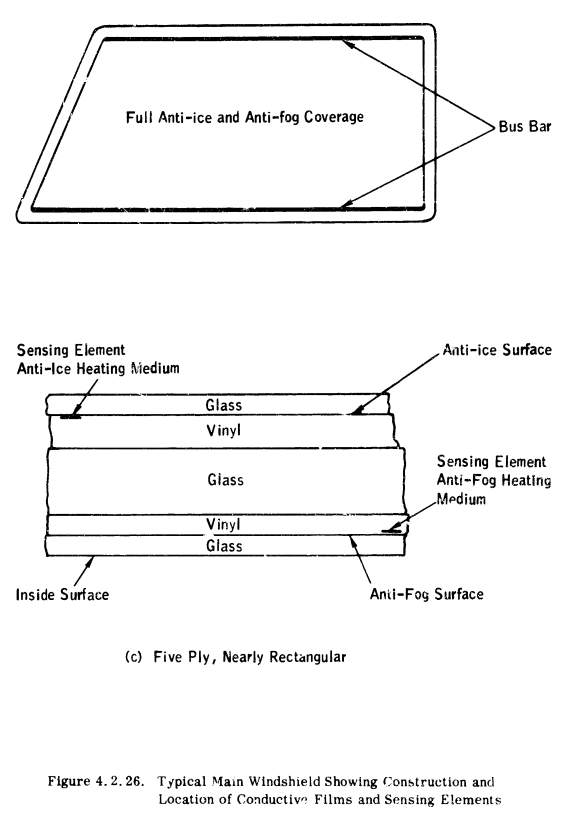 Full Anti-ice and Anti-fog Coverage
Bus Bar
Sensing Element
Anti-Ice Heating Medium
Anti-ice Surface
Glass
Vinyl
Glass
Sensing Element
Anti-Fog Heating
Medium
Vinyl
Glass
Inside Surface
Anti-Fog Surface
(c) Five Ply, Nearly Rectangular
Figure 4.2.26. Typical Main Windshield Showing Construction and
Location of Conductive Films and Sensing Elements